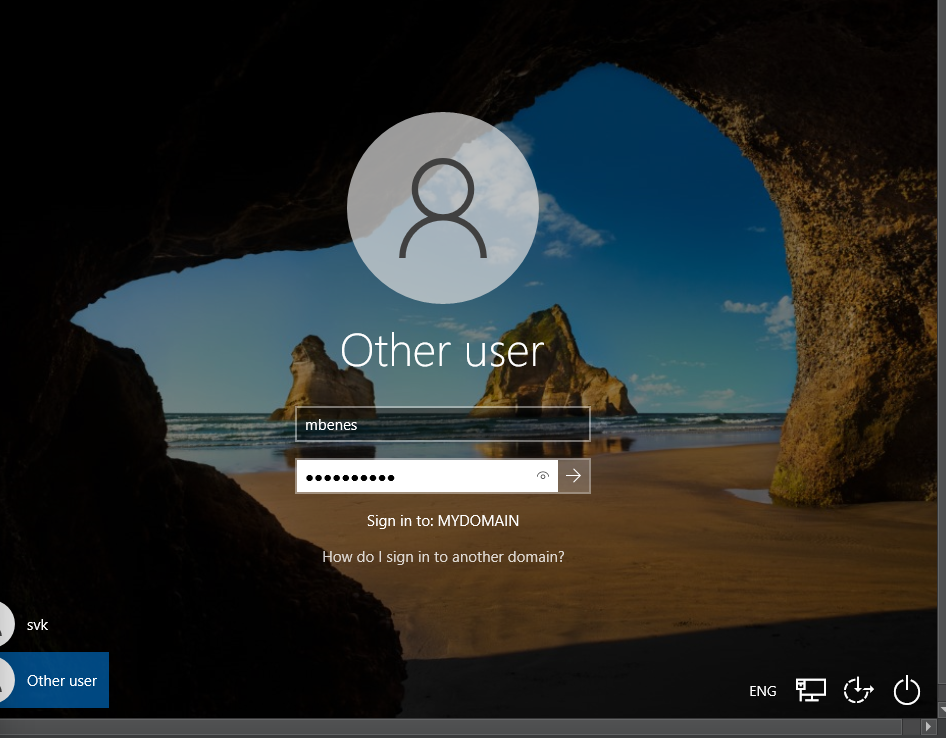 Other user
mbenes
Sign in to: MYDOMAIN
How do I sign in to another domain?
svk
Other user
ENG